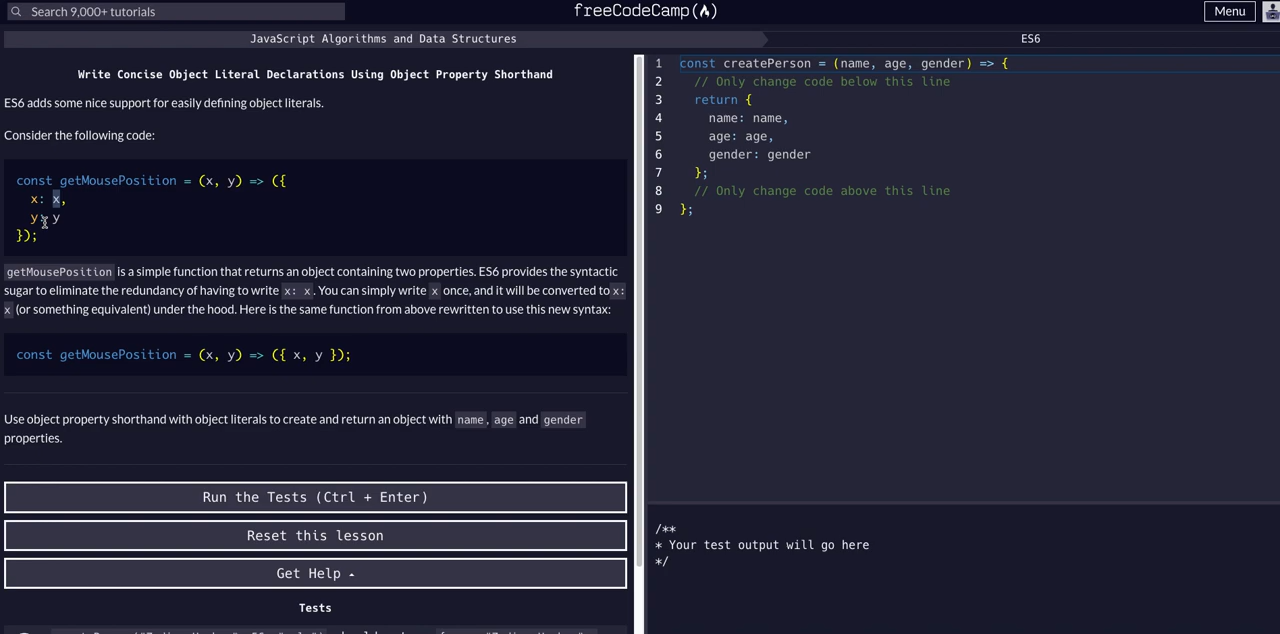 Search 9,000+ tutorials
freeCodeCamp
Menu
JavaScript Algorithms and Data Structures
ES6
Write Concise Object Literal Declarations Using Object Property Shorthand
ES6 adds some nice support for easily defining object literals.
Consider the following code:
const getMousePosition = (x, y) => ({
x: x,
y: y
});
getMousePosition is a simple function that returns an object containing two properties. ES6 provides the syntactic
sugar to eliminate the redundancy of having to write x: x. You can simply write x once, and it will be converted to x:
x (or something equivalent) under the hood. Here is the same function from above rewritten to use this new syntax:
const getMousePosition = (x, y) => ({ x, y });
Use object property shorthand with object literals to create and return an object with name, age and gender
properties.
Run the Tests (Ctrl + Enter)
Reset this lesson
Get Help
Tests
1 const createPerson = (name, age, gender) => {
2 // Only change code below this line
3 return {
4 name: name,
5 age: age,
6 gender: gender
7 };
8 // Only change code above this line
9 };
/**
* Your test output will go here
*/